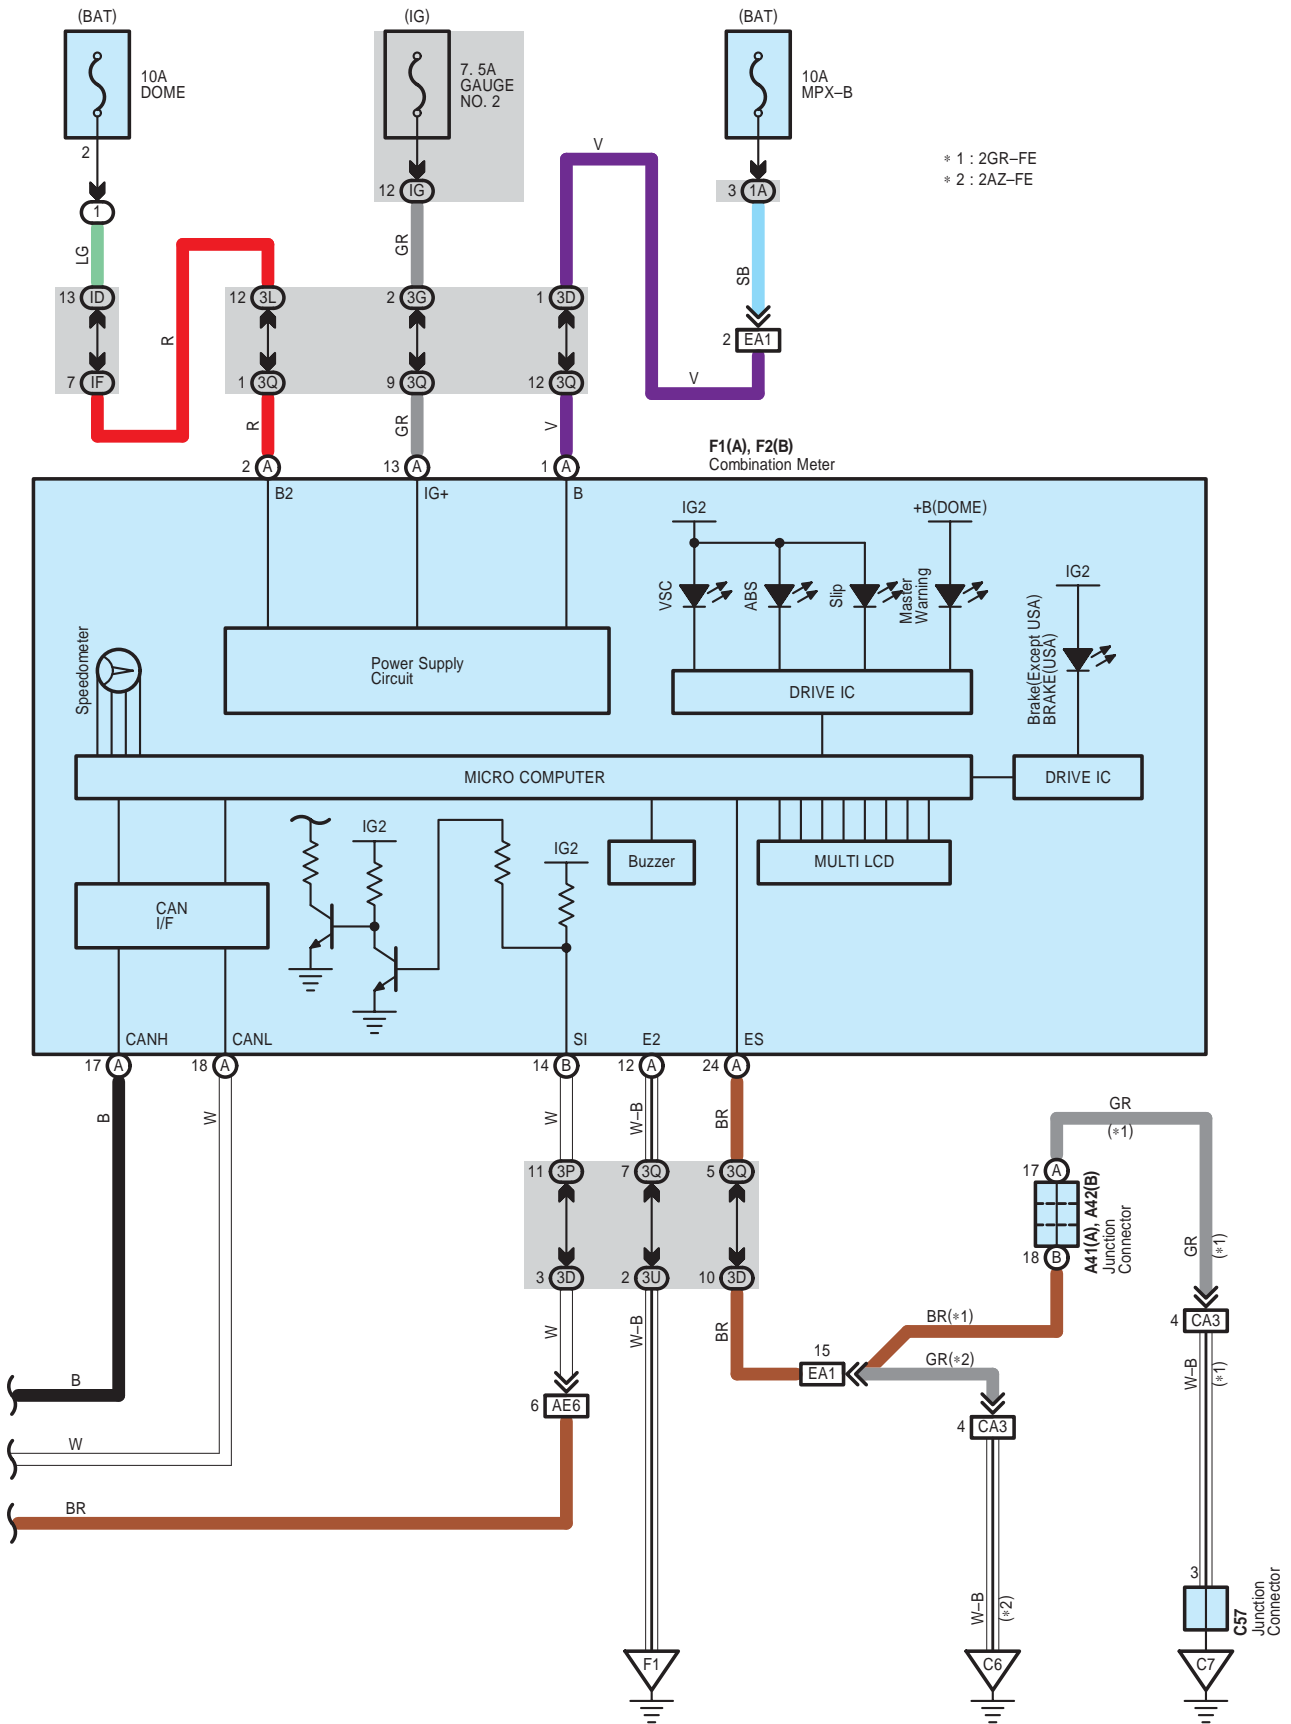 (BAT)
(IG)
(BAT)
10A
DOME
7. 5A
GAUGE
NO. 2
10A
MPX–B
V
∗ 1 : 2GR–FE
∗ 2 : 2AZ–FE
2
12 IG
3 1A
1
LG
GR
SB
13 ID
12 3L
2 3G
1 3D
R
2 EA1
7 IF
1 3Q
9 3Q
12 3Q
V
R
GR
V
F1(A), F2(B)
Combination Meter
2 A
13 A
1 A
B2
IG+
B
IG2
+B(DOME)
IG2
VSC
ABS
Slip
Master
Warning
Brake(Except USA)
BRAKE(USA)
Speedometer
Power Supply
Circuit
DRIVE IC
MICRO COMPUTER
DRIVE IC
IG2
IG2
Buzzer
MULTI LCD
CAN
I/F
CANH
CANL
SI
E2
ES
17 A
18 A
14 B
12 A
24 A
B
W
W
W–B
BR
GR
(∗1)
11 3P
7 3Q
5 3Q
17 A
A41(A), A42(B)
Junction
Connector
GR
(∗1)
18 B
3 3D
2 3U
10 3D
W
W–B
BR
BR(∗1)
4 CA3
15
EA1
GR(∗2)
W–B
(∗1)
B
6 AE6
4 CA3
W
BR
W–B
(∗2)
3
C57
Junction
Connector
F1
C6
C7